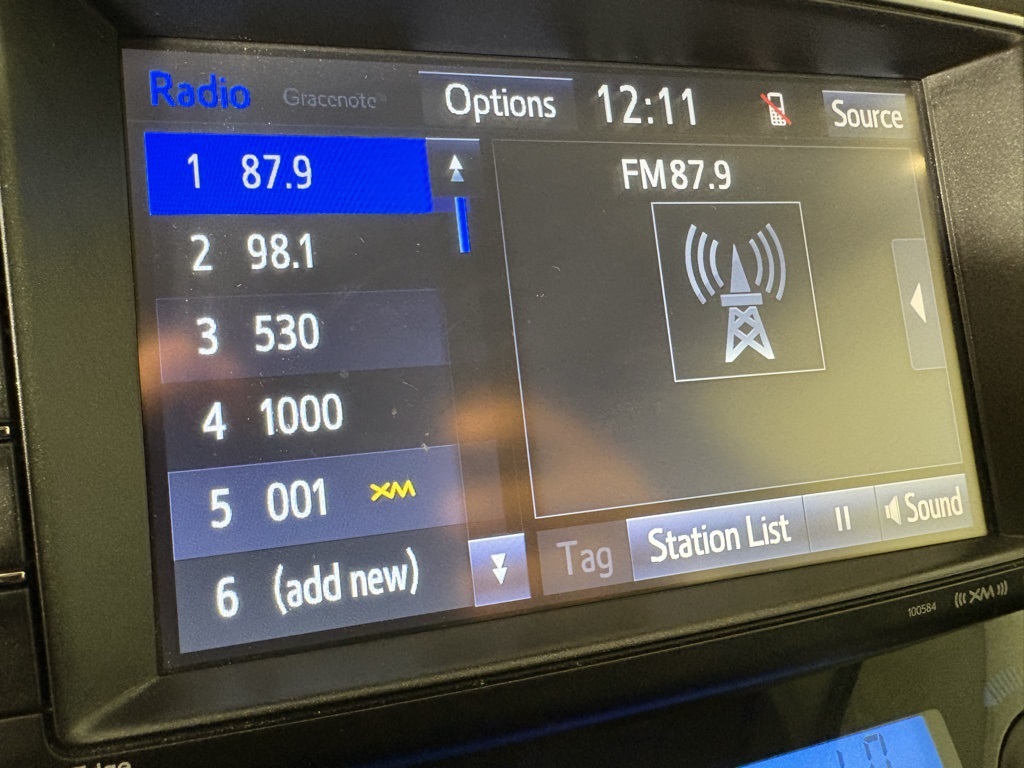 Radio Gracenote Options 12:11 Source
1 87.9
2 98.1
3 530
4 1000
5 001 XM
6 (add new)
FM87.9
Tag Station List Sound
100584 XM